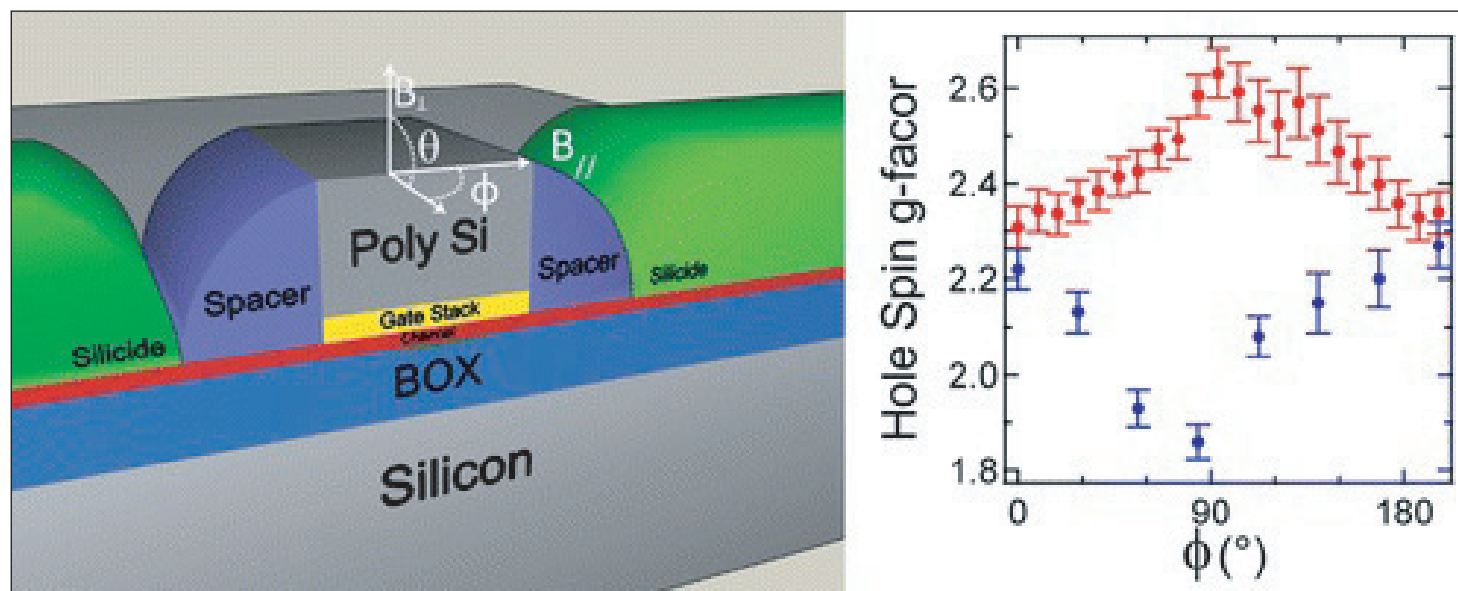 B⊥
θ
B//
ϕ
Poly Si
Spacer
Spacer
Silicide
Gate Stack
Silicide
Channel
BOX
Silicon
Hole Spin g-facor
2.6
2.4
2.2
2.0
1.8
0
90
180
ϕ (°)